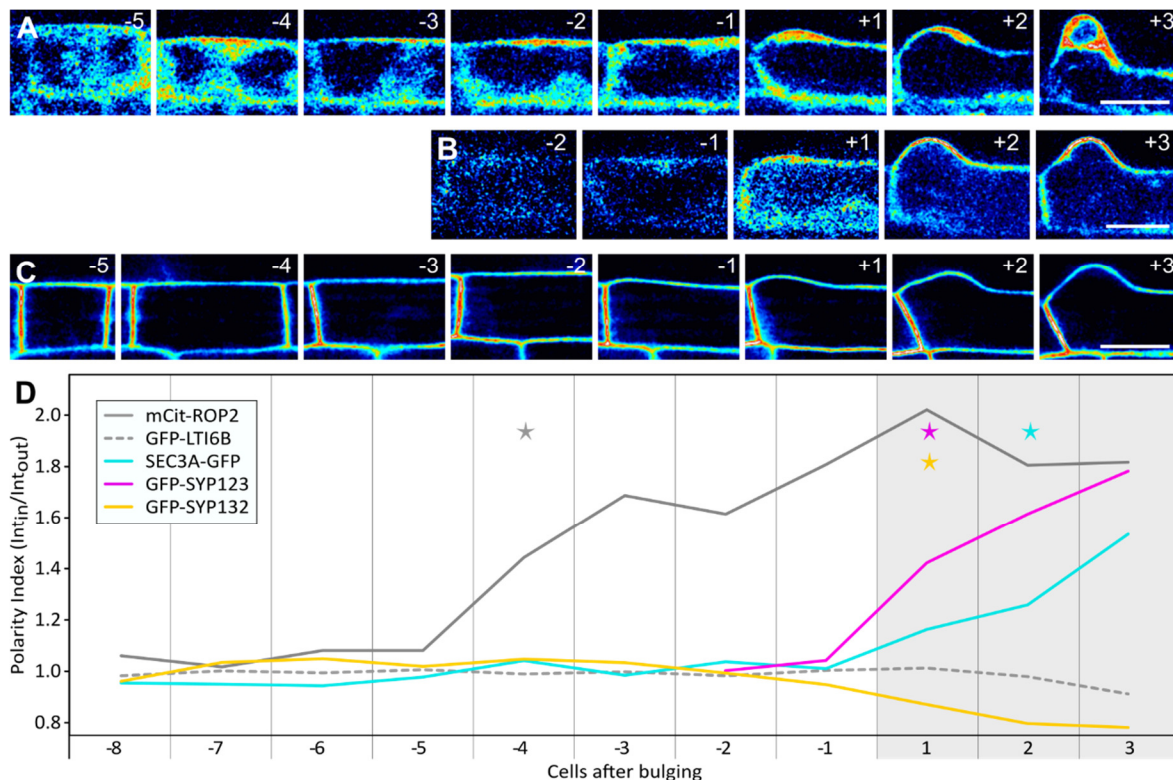 A -5 -4 -3 -2 -1 +1 +2 +3
B -2 -1 +1 +2 +3
C -5 -4 -3 -2 -1 +1 +2 +3
D
mCit-ROP2
GFP-LTI6B
SEC3A-GFP
GFP-SYP123
GFP-SYP132
Polarity Index (Int_in/Int_out)
2.0
1.8
1.6
1.4
1.2
1.0
0.8
-8 -7 -6 -5 -4 -3 -2 -1 1 2 3
Cells after bulging